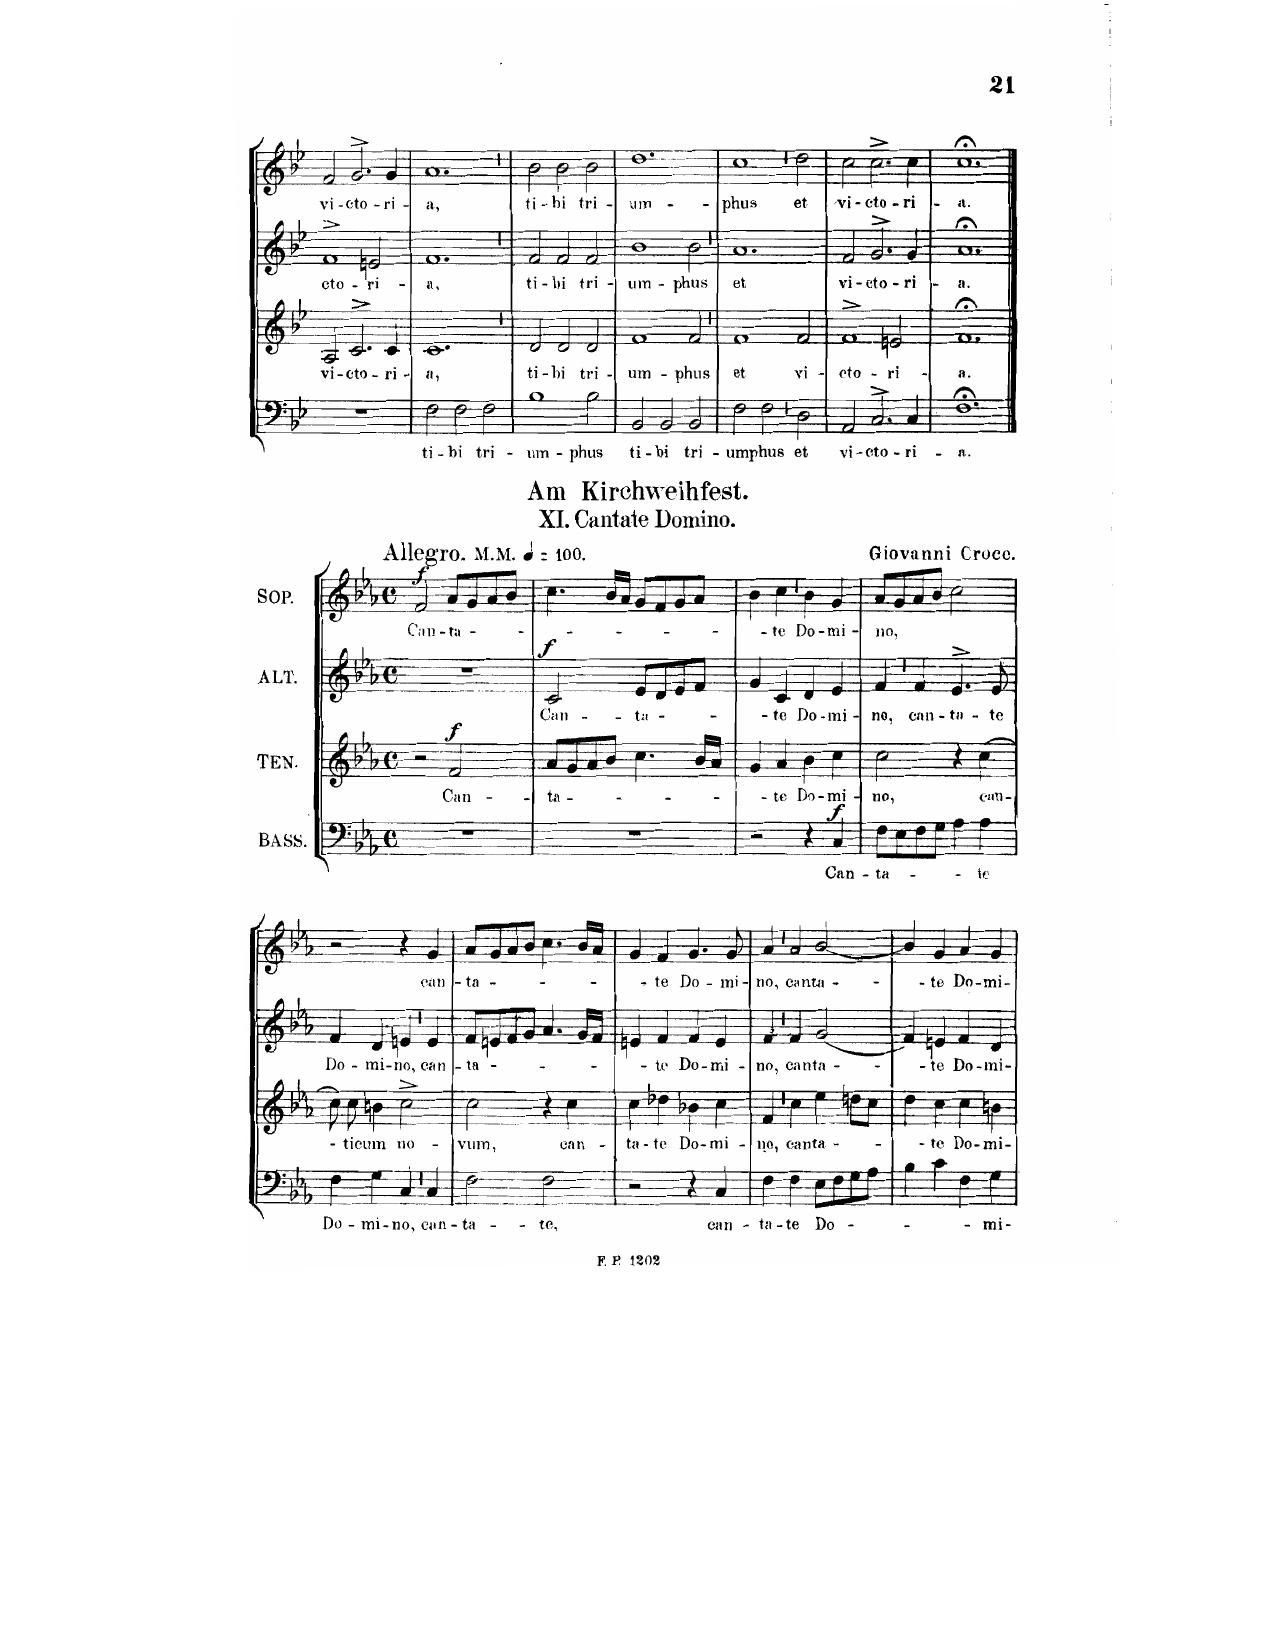 21
vi - cto - ri - a, ti - bi tri - um - - phus et vi - cto - ri - a.
cto - ri - a, ti - bi tri - um - phus et vi - cto - ri - a.
vi - cto - ri - a, ti - bi tri - um - phus et vi - cto - ri - a.
ti - bi tri - um - phus ti - bi tri - umphus et vi - cto - ri - a.
Am Kirchweihfest.
XI. Cantate Domino.
Allegro. M.M. ♩ = 100.
Giovanni Croce.
f
SOP.
Can - ta - - - - - - - te Do - mi - no,
f
ALT.
Can - - ta - - - te Do - mi - no, can - ta - te
f
TEN.
Can - - ta - - - - - te Do - mi - no, can -
f
BASS.
Can - ta - - - te
can - ta - - - - - te Do - mi - no, canta - - - te Do - mi -
Do - mi - no, can - ta - - - - - te Do - mi - no, canta - - - te Do - mi -
- ticum no - vum, can - ta - te Do - mi - no, canta - - - te Do - mi -
Do - mi - no, can - ta - - te, can - ta - te Do - - - - mi -
F. P. 1202